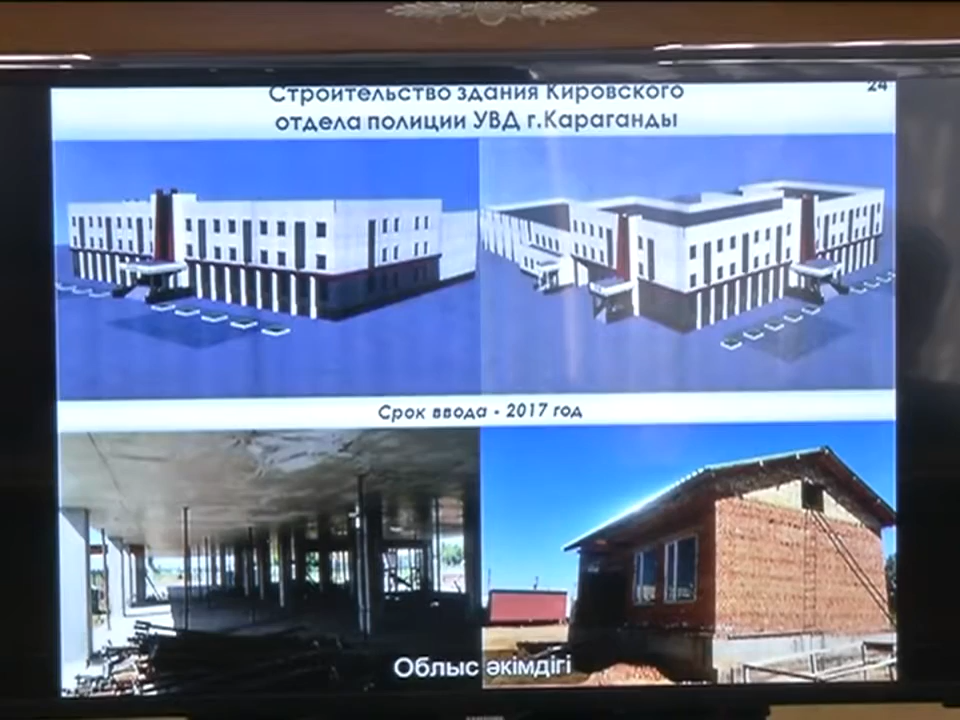 Строительство здания Кировского
24
отдела полиции УВД г.Караганды
Срок ввода - 2017 год
Облыс әкімдігі